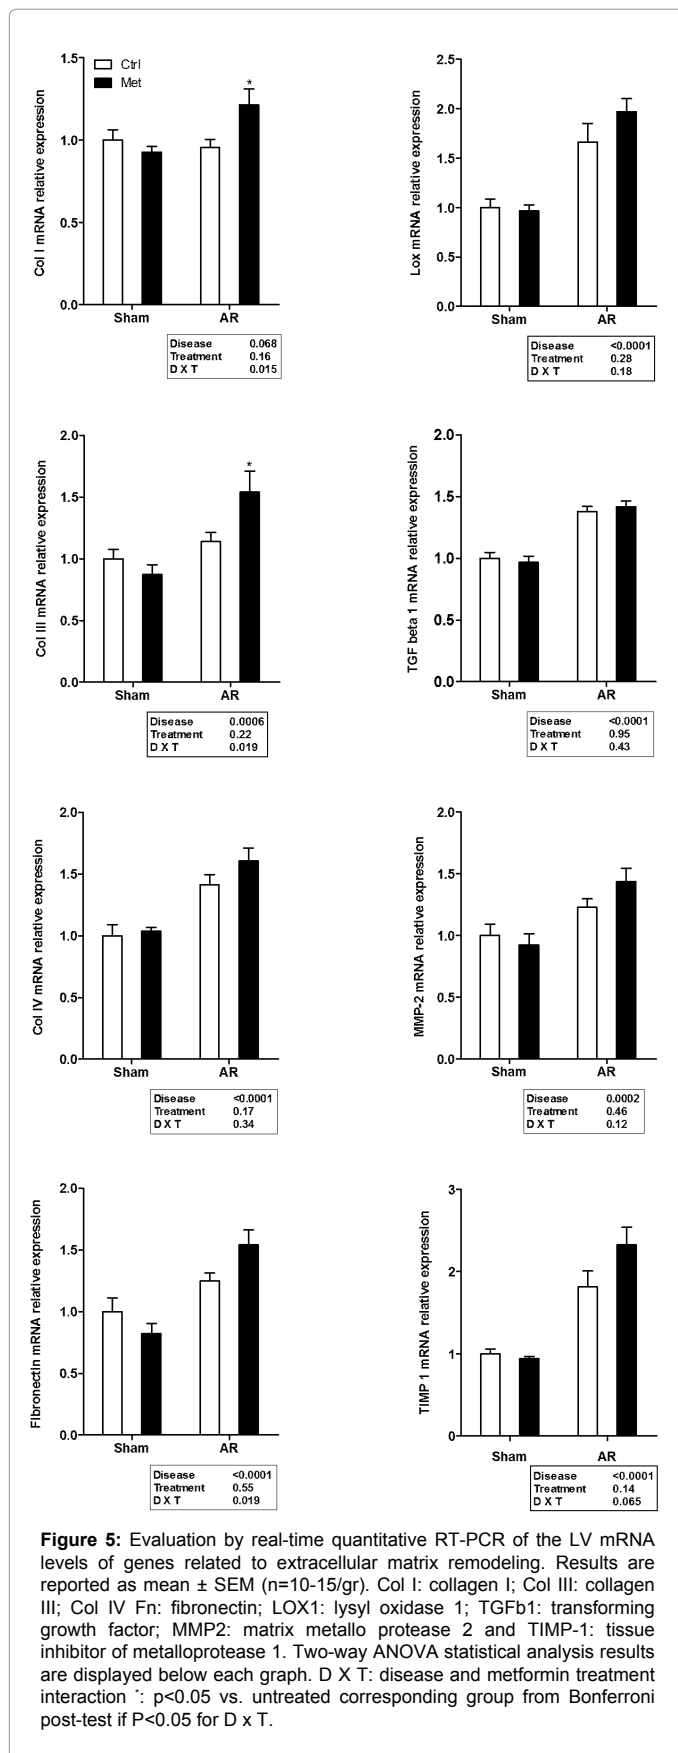 Col I mRNA relative expression
1.5
1.0
0.5
0.0
Ctrl
Met
*
Sham AR
Disease 0.068
Treatment 0.16
D X T 0.015
Lox mRNA relative expression
2.5
2.0
1.5
1.0
0.5
0.0
Sham AR
Disease <0.0001
Treatment 0.28
D X T 0.18
Col III mRNA relative expression
2.0
1.5
1.0
0.5
0.0
*
Sham AR
Disease 0.0006
Treatment 0.22
D X T 0.019
TGF beta 1 mRNA relative expression
2.0
1.5
1.0
0.5
0.0
Sham AR
Disease <0.0001
Treatment 0.95
D X T 0.43
Col IV mRNA relative expression
2.0
1.5
1.0
0.5
0.0
Sham AR
Disease <0.0001
Treatment 0.17
D X T 0.34
MMP-2 mRNA relative expression
2.0
1.5
1.0
0.5
0.0
Sham AR
Disease 0.0002
Treatment 0.46
D X T 0.12
Fibronectin mRNA relative expression
2.0
1.5
1.0
0.5
0.0
Sham AR
Disease <0.0001
Treatment 0.55
D X T 0.019
TIMP 1 mRNA relative expression
3
2
1
0
Sham AR
Disease <0.0001
Treatment 0.14
D X T 0.065
Figure 5: Evaluation by real-time quantitative RT-PCR of the LV mRNA
levels of genes related to extracellular matrix remodeling. Results are
reported as mean ± SEM (n=10-15/gr). Col I: collagen I; Col III: collagen
III; Col IV Fn: fibronectin; LOX1: lysyl oxidase 1; TGFb1: transforming
growth factor; MMP2: matrix metallo protease 2 and TIMP-1: tissue
inhibitor of metalloprotease 1. Two-way ANOVA statistical analysis results
are displayed below each graph. D X T: disease and metformin treatment
interaction *: p<0.05 vs. untreated corresponding group from Bonferroni
post-test if P<0.05 for D x T.